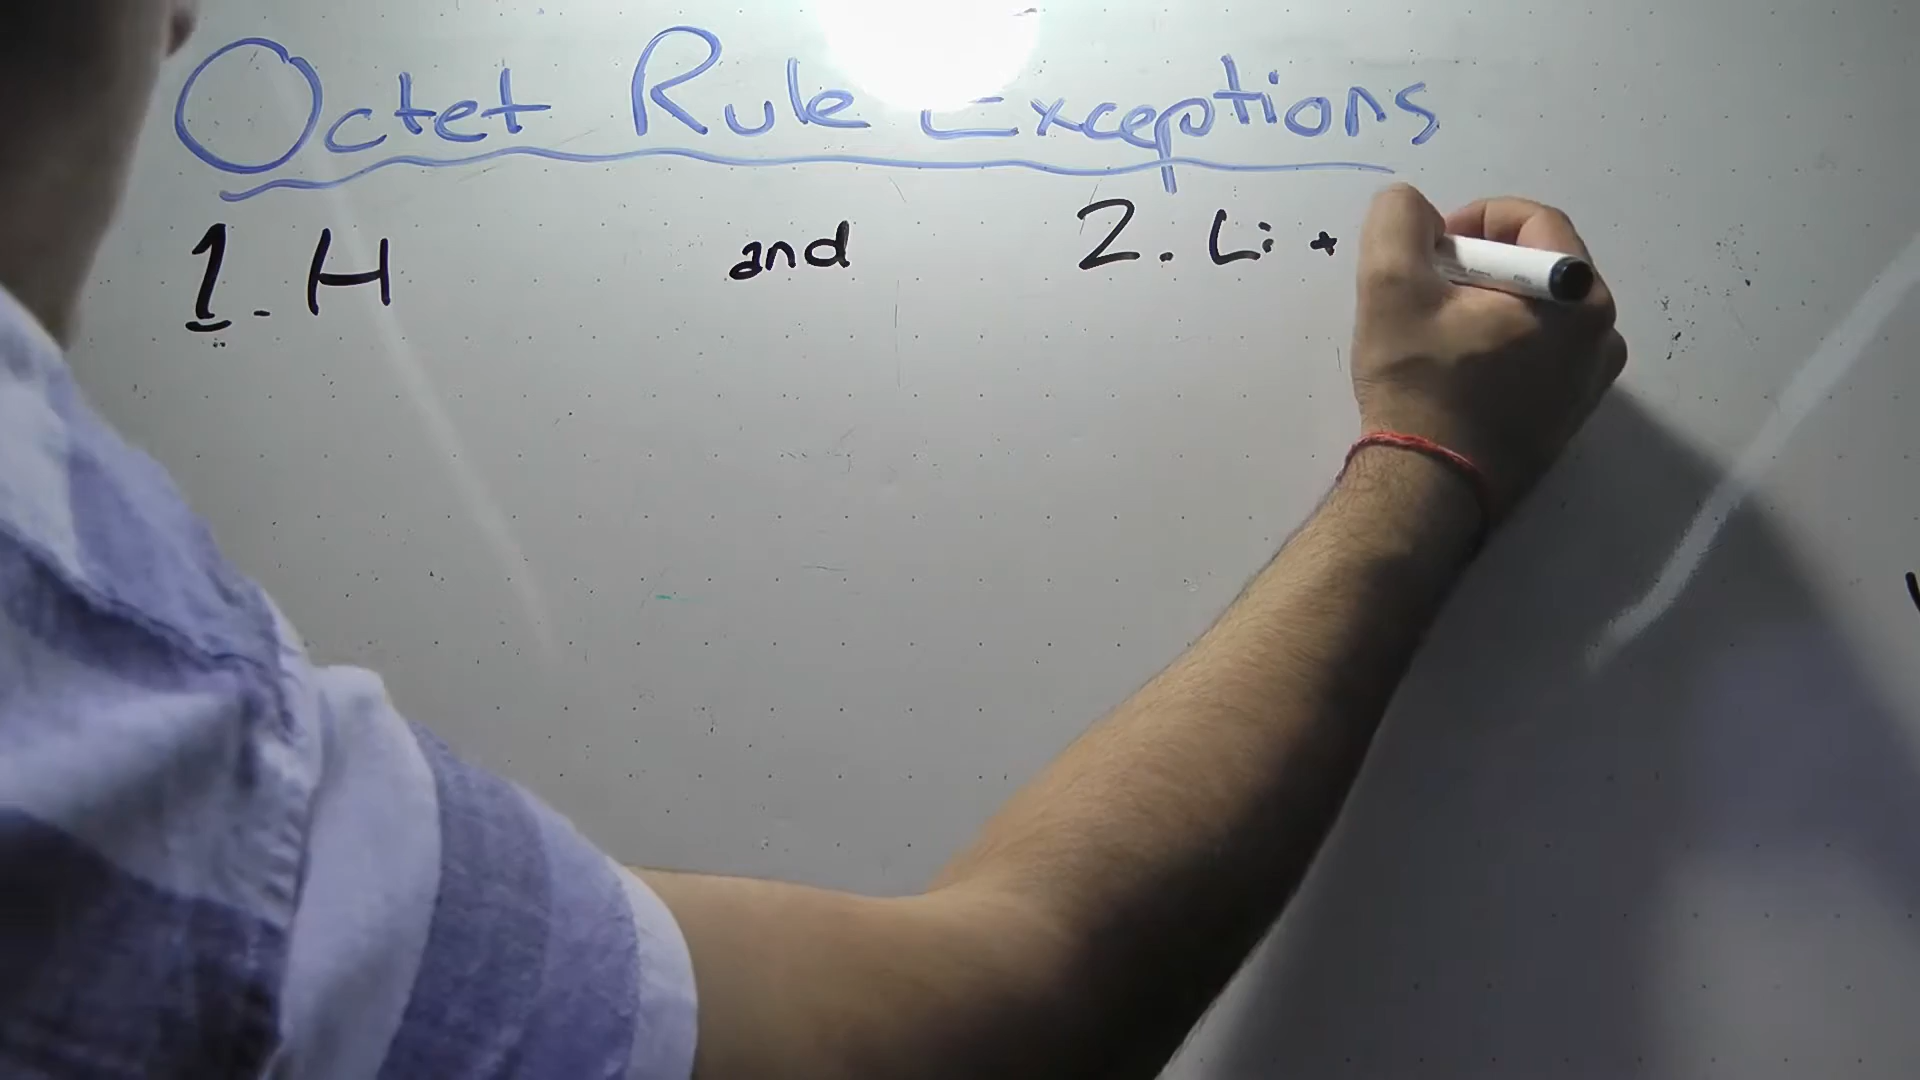 Octet Rule Exceptions
1. H and 2. Li +